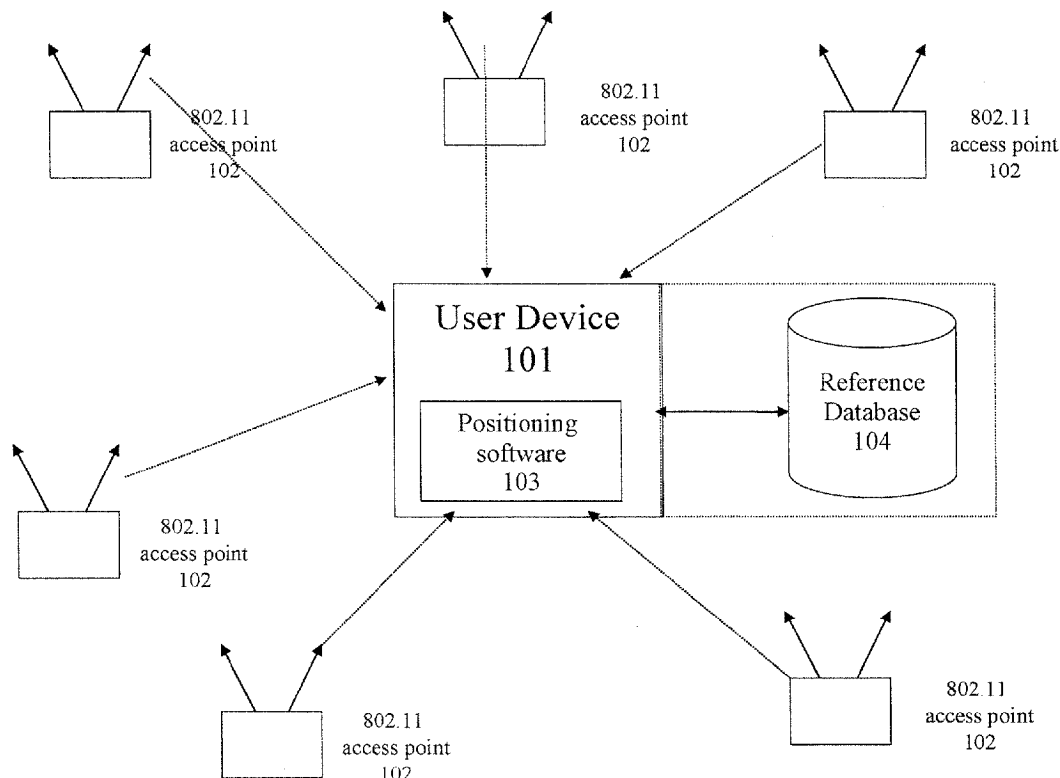 802.11
access point
102
802.11
access point
102
802.11
access point
102
User Device
101
Positioning
software
103
Reference
Database
104
802.11
access point
102
802.11
access point
102
802.11
access point
102